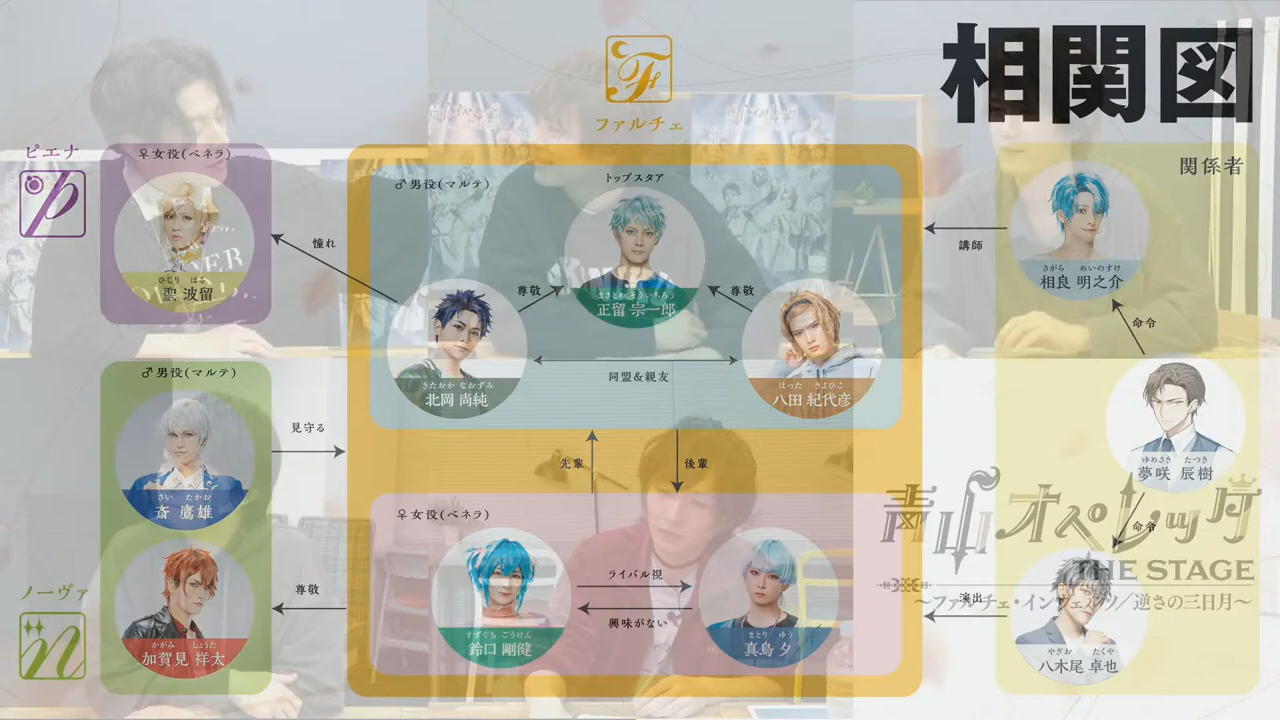 相関図
ファルチェ
ピエナ
♀女役(ベネラ)
ひじり はる
聖 波留
憧れ
♂男役(マルテ)
トップスタア
まさとめ そういちろう
正留 宗一郎
尊敬
尊敬
きたおか なおずみ
北岡 尚純
はった きよひこ
八田 紀代彦
同盟&親友
関係者
さがら めいのすけ
相良 明之介
講師
命令
ゆめさき たつき
夢咲 辰樹
命令
演出
やぎお たくや
八木尾 卓也
♂男役(マルテ)
さい たかお
斎 鷹雄
見守る
ノーヴァ
かがみ しょうた
加賀見 祥太
尊敬
先輩
後輩
♀女役(ベネラ)
すずぐち ごうけん
鈴口 剛健
ライバル視
興味がない
まとり ゆう
真鳥 夕
青山オペレッタ
THE STAGE
〜ファルチェ・インヴェルノ/逆さの三日月〜